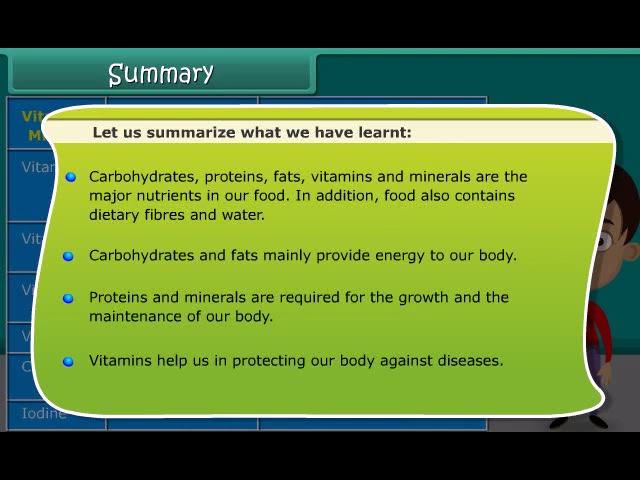 Summary
Let us summarize what we have learnt:
Carbohydrates, proteins, fats, vitamins and minerals are the
major nutrients in our food. In addition, food also contains
dietary fibres and water.
Carbohydrates and fats mainly provide energy to our body.
Proteins and minerals are required for the growth and the
maintenance of our body.
Vitamins help us in protecting our body against diseases.
Iodine